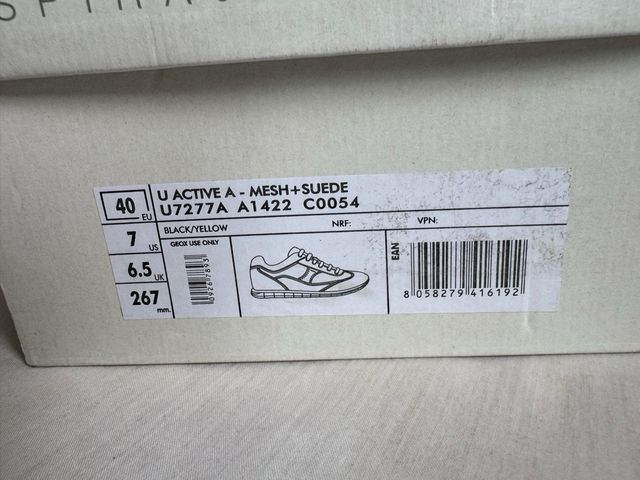 40 EU
U ACTIVE A - MESH+SUEDE
U7277A A1422 C0054
7 US
BLACK/YELLOW NRF: VPN:
GEOX USE ONLY
6.5 UK
09267893
EAN
267 mm.
8 058279 416192